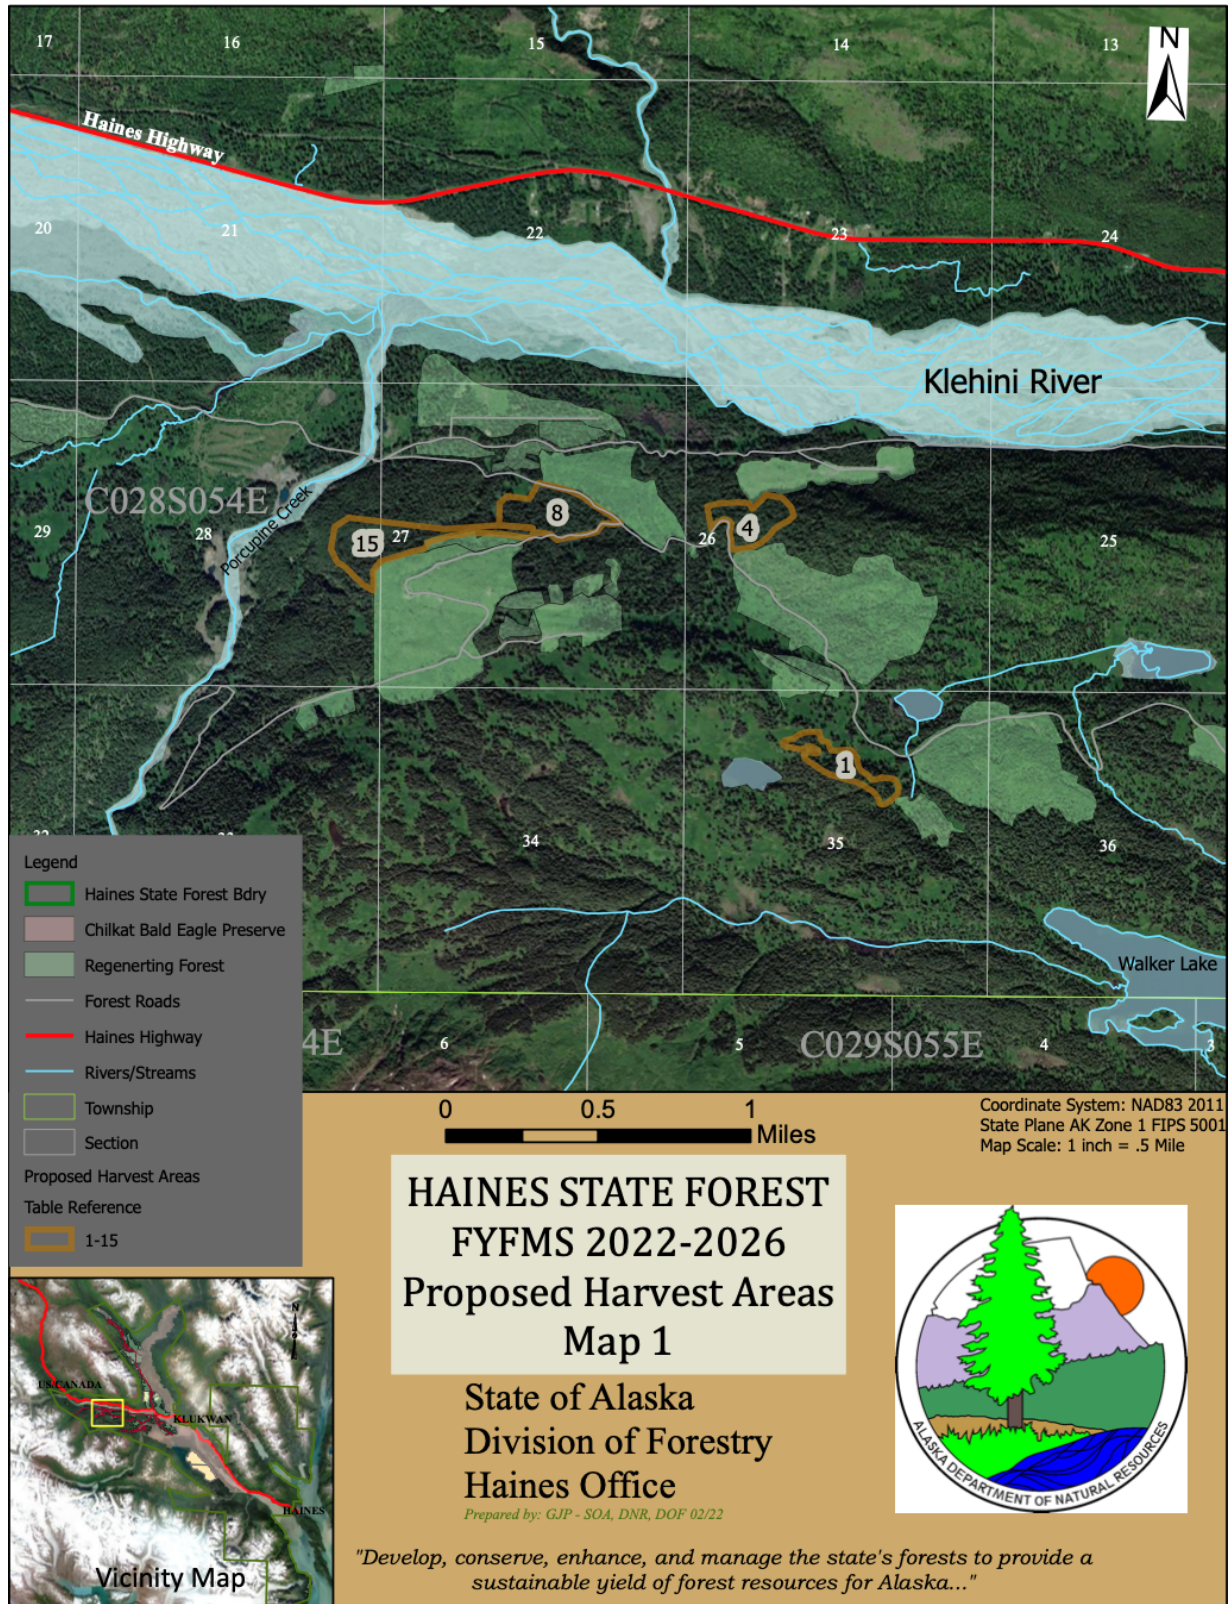 17
16
15
14
13
N
Haines Highway
20
21
22
23
24
Klehini River
C028S054E
Porcupine Creek
29
28
27
26
25
15
8
4
1
34
35
36
Walker Lake
4E
6
5
C029S055E
4
3
Legend
Haines State Forest Bdry
Chilkat Bald Eagle Preserve
Regenerting Forest
Forest Roads
Haines Highway
Rivers/Streams
Township
Section
Proposed Harvest Areas
Table Reference
1-15
0 0.5 1
Miles
Coordinate System: NAD83 2011
State Plane AK Zone 1 FIPS 5001
Map Scale: 1 inch = .5 Mile
HAINES STATE FOREST
FYFMS 2022-2026
Proposed Harvest Areas
Map 1
State of Alaska
Division of Forestry
Haines Office
Prepared by: GJP - SOA, DNR, DOF 02/22
ALASKA DEPARTMENT OF NATURAL RESOURCES
N
US/CANADA
KLUKWAN
HAINES
Vicinity Map
"Develop, conserve, enhance, and manage the state's forests to provide a
sustainable yield of forest resources for Alaska..."